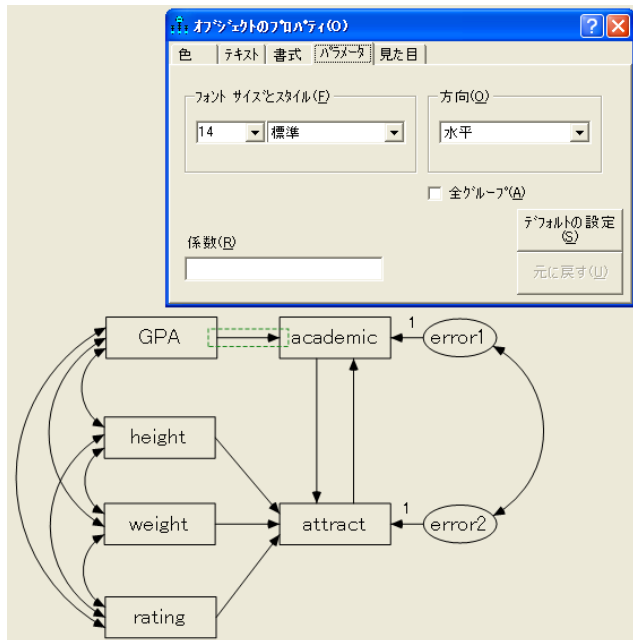 オブジェクトのプロパティ(O)
色 テキスト 書式 パラメータ 見た目
フォント サイズとスタイル(F)
方向(O)
14 標準
水平
全グループ(A)
デフォルトの設定
(S)
係数(R)
元に戻す(U)
GPA academic 1 error1
height
weight attract 1 error2
rating